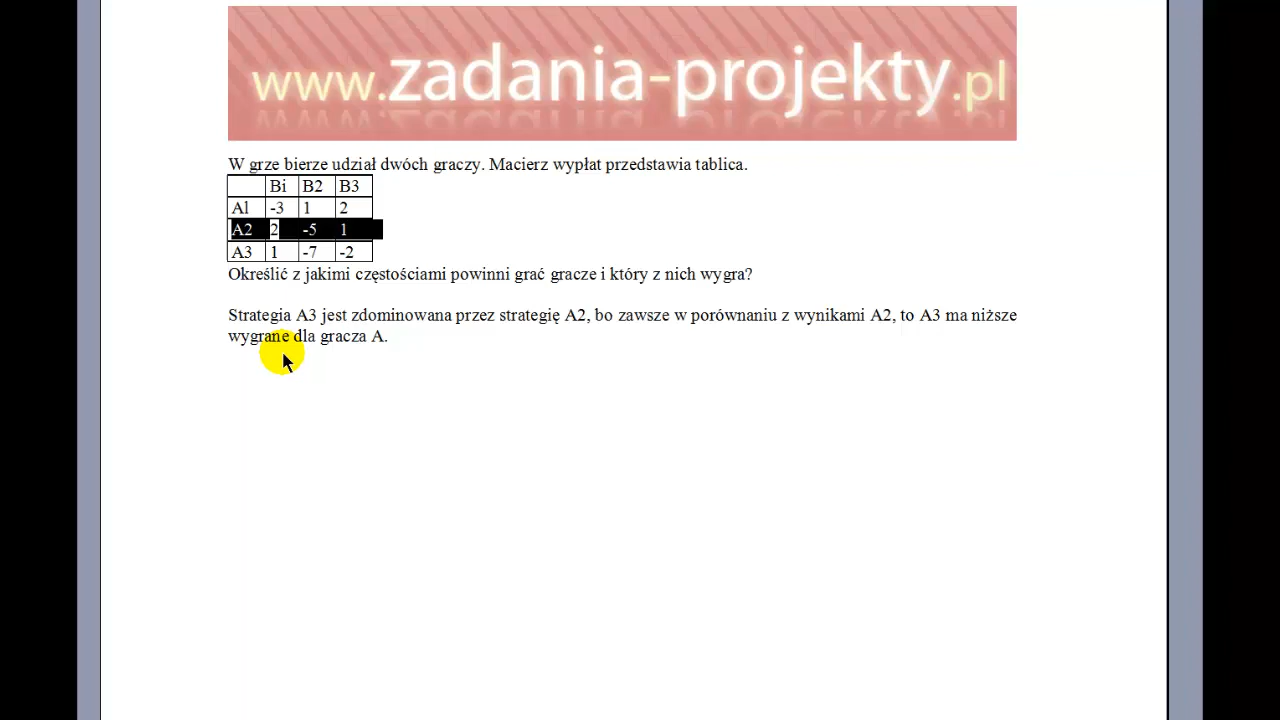 www.zadania-projekty.pl
W grze bierze udział dwóch graczy. Macierz wypłat przedstawia tablica.
Bi B2 B3
Al -3 1 2
A2 2 -5 1
A3 1 -7 -2
Określić z jakimi częstościami powinni grać gracze i który z nich wygra?
Strategia A3 jest zdominowana przez strategię A2, bo zawsze w porównaniu z wynikami A2, to A3 ma niższe
wygrane dla gracza A.